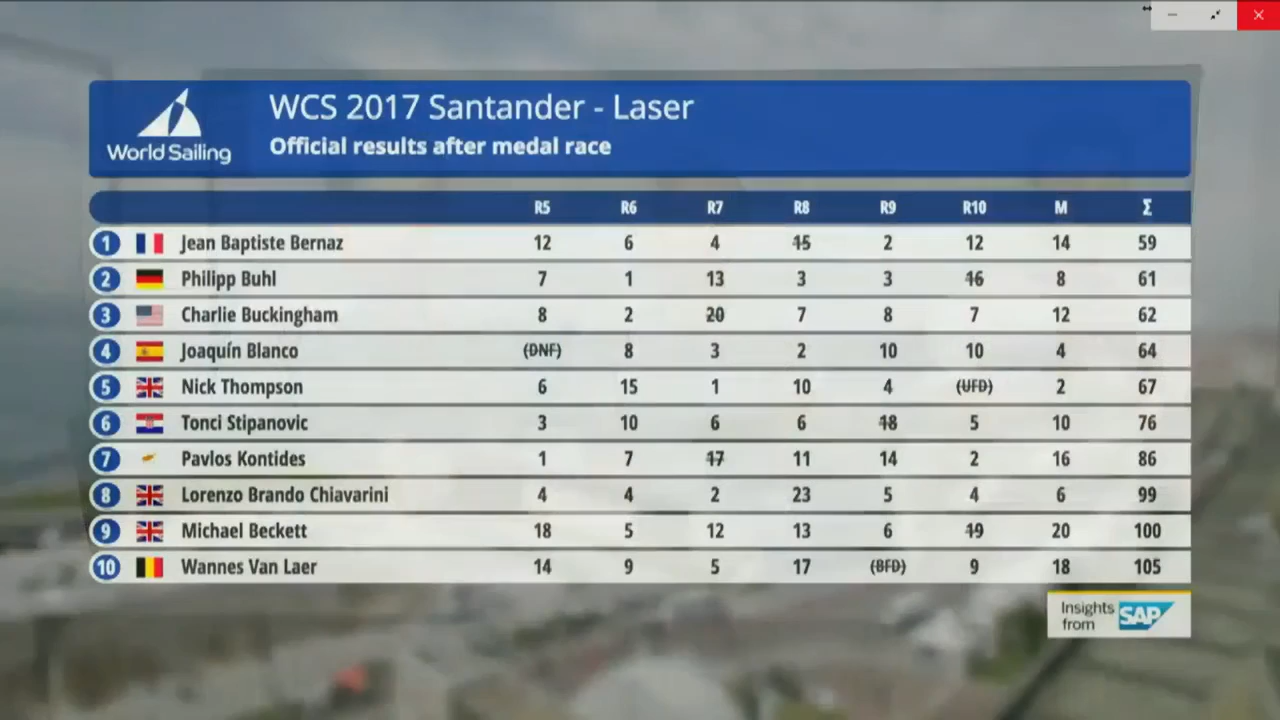 WCS 2017 Santander - Laser
World Sailing
Official results after medal race
R5 R6 R7 R8 R9 R10 M Σ
1 Jean Baptiste Bernaz 12 6 4 15 2 12 14 59
2 Philipp Buhl 7 1 13 3 3 16 8 61
3 Charlie Buckingham 8 2 20 7 8 7 12 62
4 Joaquín Blanco (DNF) 8 3 2 10 10 4 64
5 Nick Thompson 6 15 1 10 4 (UFD) 2 67
6 Tonci Stipanovic 3 10 6 6 18 5 10 76
7 Pavlos Kontides 1 7 17 11 14 2 16 86
8 Lorenzo Brando Chiavarini 4 4 2 23 5 4 6 99
9 Michael Beckett 18 5 12 13 6 19 20 100
10 Wannes Van Laer 14 9 5 17 (BFD) 9 18 105
Insights
from SAP